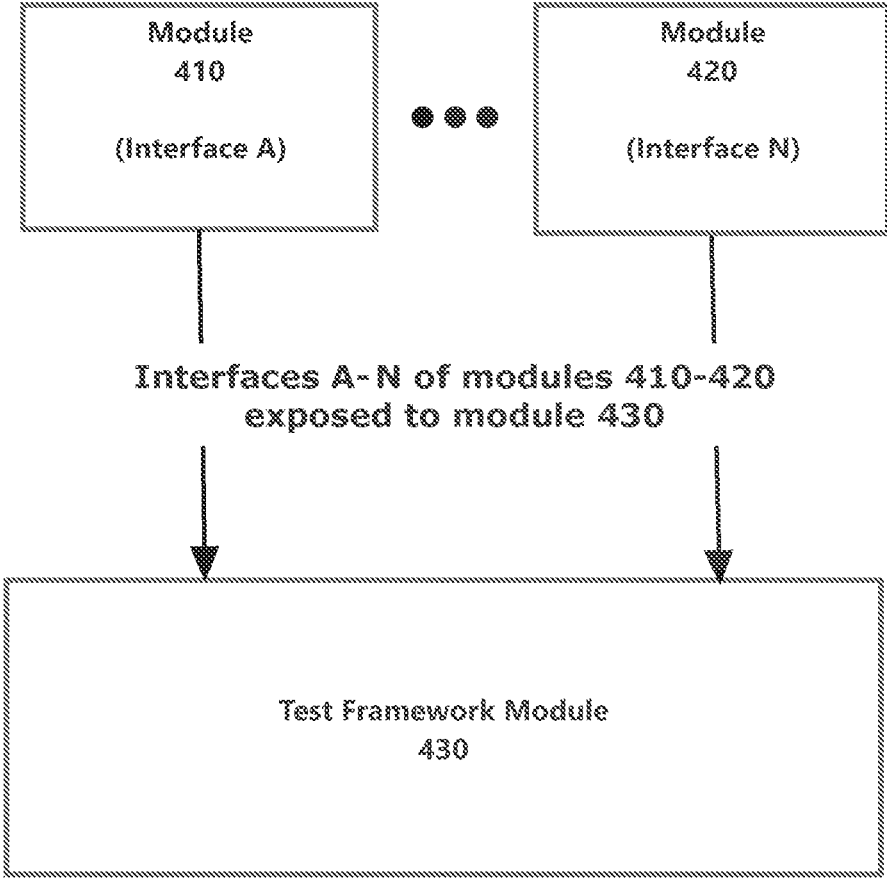 Module
410
(Interface A)
Module
420
(Interface N)
Interfaces A-N of modules 410-420
exposed to module 430
Test Framework Module
430